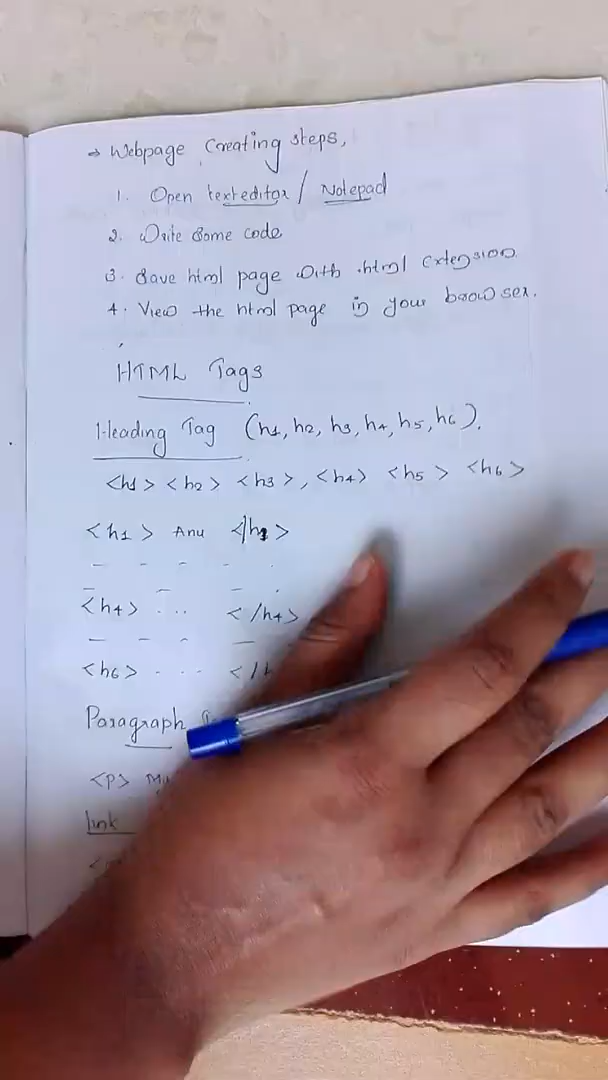 → Webpage Creating steps,
1. Open texteditor / Notepad
2. Write Some code
3. Save html page with .html extension.
4. View the html page in your browser.
HTML Tags
Heading Tag (h1, h2, h3, h4, h5, h6).
<h1> <h2> <h3>, <h4> <h5> <h6>
<h1> Anu </h1>
- - - - .
- . . - - .
<h4> . .. </h4>
- - - - -
<h6> . . . </h
Paragraph
<p>
link